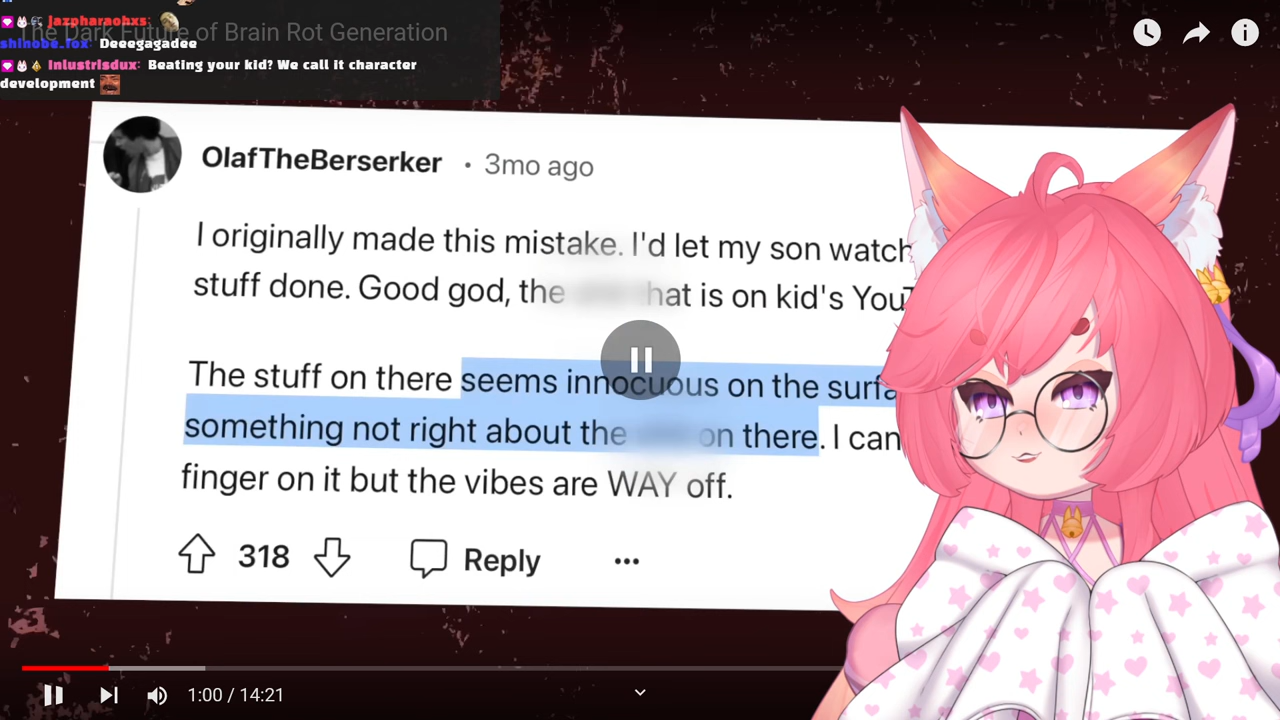 The Dark Future of Brain Rot Generation
Jazpharaohxs:
shinobe_fox: Deeegagadee
Inlustrisdux: Beating your kid? We call it character
development
OlafTheBerserker • 3mo ago
I originally made this mistake. I'd let my son watch
stuff done. Good god, the hat is on kid's You
The stuff on there seems innocuous on the surfa
something not right about the on there. I can
finger on it but the vibes are WAY off.
318 Reply •••
1:00 / 14:21